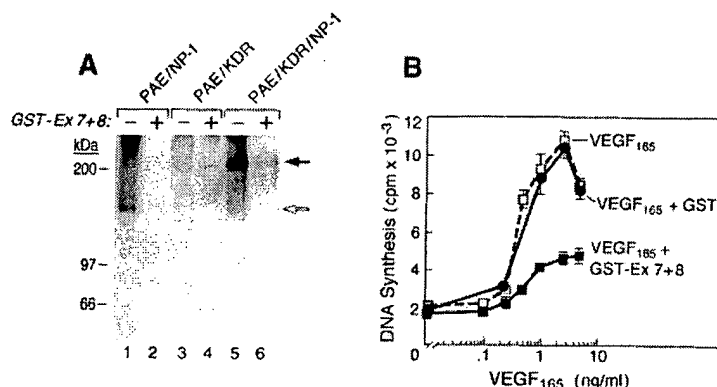 A
PAE/NP-1
PAE/KDR
PAE/KDR/NP-1
GST-Ex 7+8: − + − + − +
kDa
200
97
66
1 2 3 4 5 6
B
DNA Synthesis (cpm x 10⁻³)
12
10
8
6
4
2
0
.1 1 10
VEGF₁₆₅ (ng/ml)
VEGF₁₆₅
VEGF₁₆₅ + GST
VEGF₁₆₅ +
GST-Ex 7+8